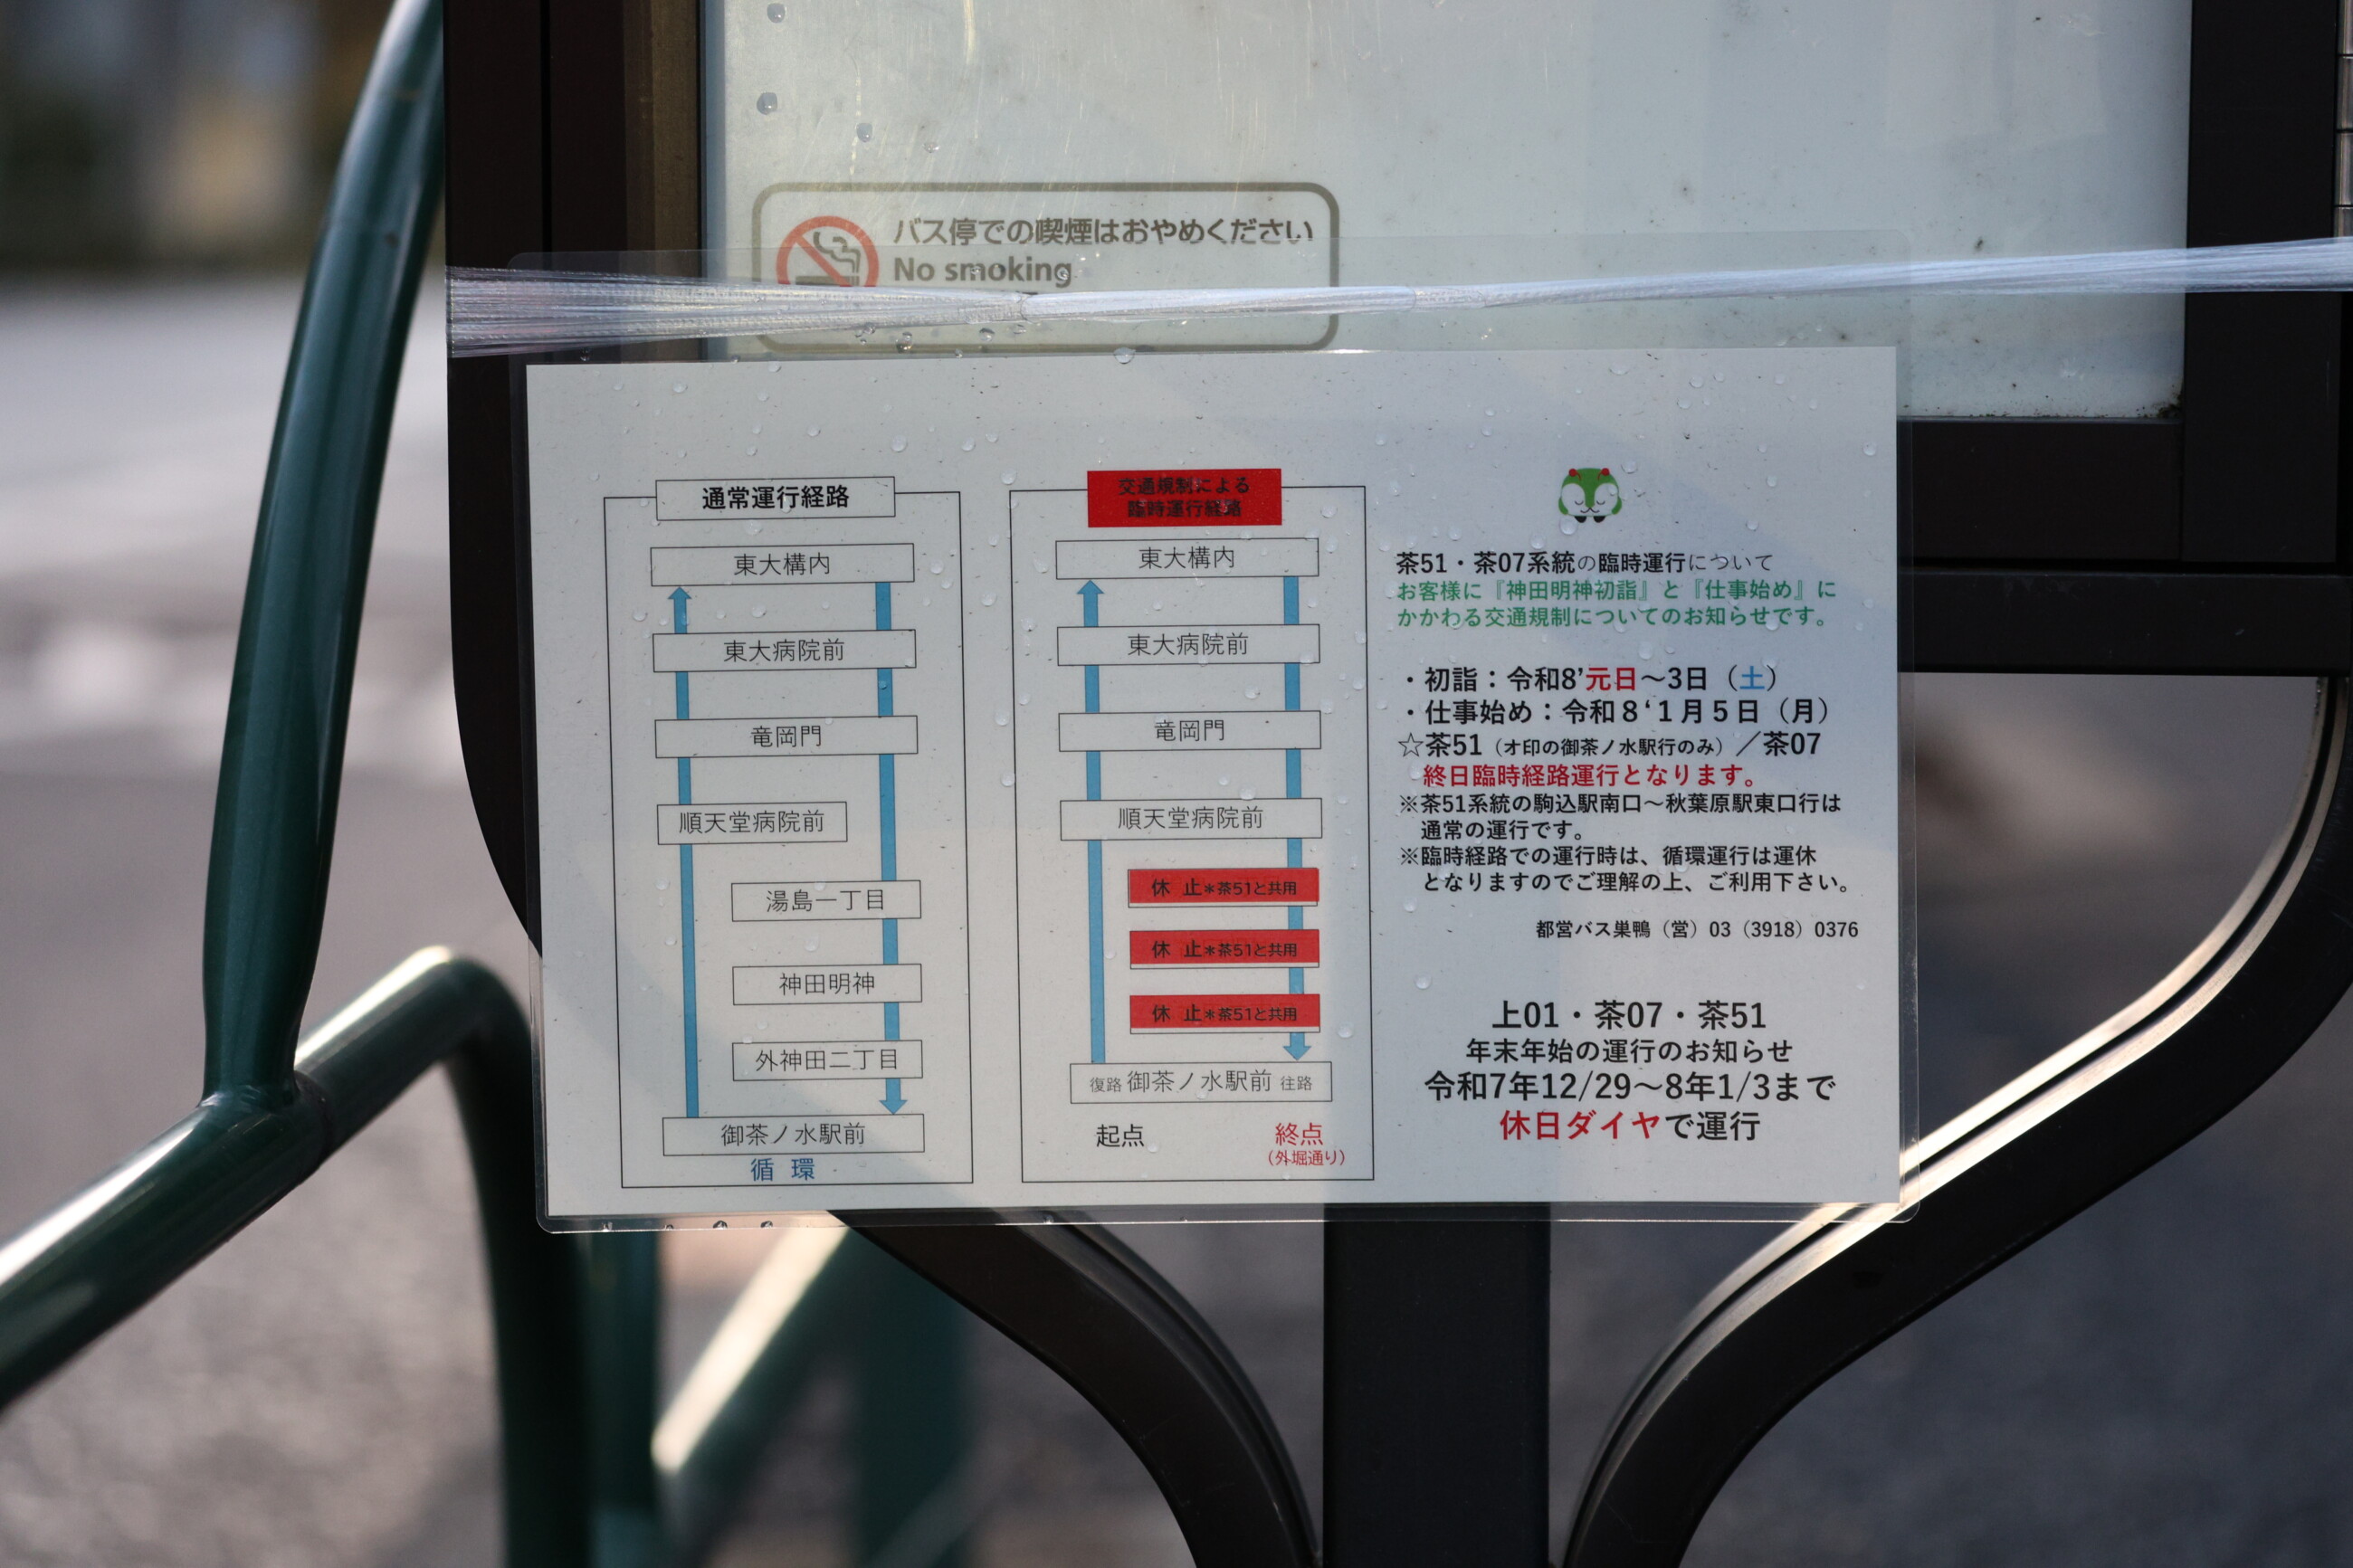 バス停での喫煙はおやめください
No smoking
通常運行経路
東大構内
東大病院前
竜岡門
順天堂病院前
湯島一丁目
神田明神
外神田二丁目
御茶ノ水駅前
循 環
交通規制による
臨時運行経路
東大構内
東大病院前
竜岡門
順天堂病院前
休 止＊茶51と共用
休 止＊茶51と共用
休 止＊茶51と共用
復路 御茶ノ水駅前 往路
起点 終点
（外堀通り）
茶51・茶07系統の臨時運行について
お客様に『神田明神初詣』と『仕事始め』に
かかわる交通規制についてのお知らせです。
・初詣：令和8’元日～3日（土）
・仕事始め：令和８‘１月５日（月）
☆茶51（オ印の御茶ノ水駅行のみ）／茶07
終日臨時経路運行となります。
※茶51系統の駒込駅南口～秋葉原駅東口行は
通常の運行です。
※臨時経路での運行時は、循環運行は運休
となりますのでご理解の上、ご利用下さい。
都営バス巣鴨（営）03（3918）0376
上01・茶07・茶51
年末年始の運行のお知らせ
令和7年12/29～8年1/3まで
休日ダイヤで運行